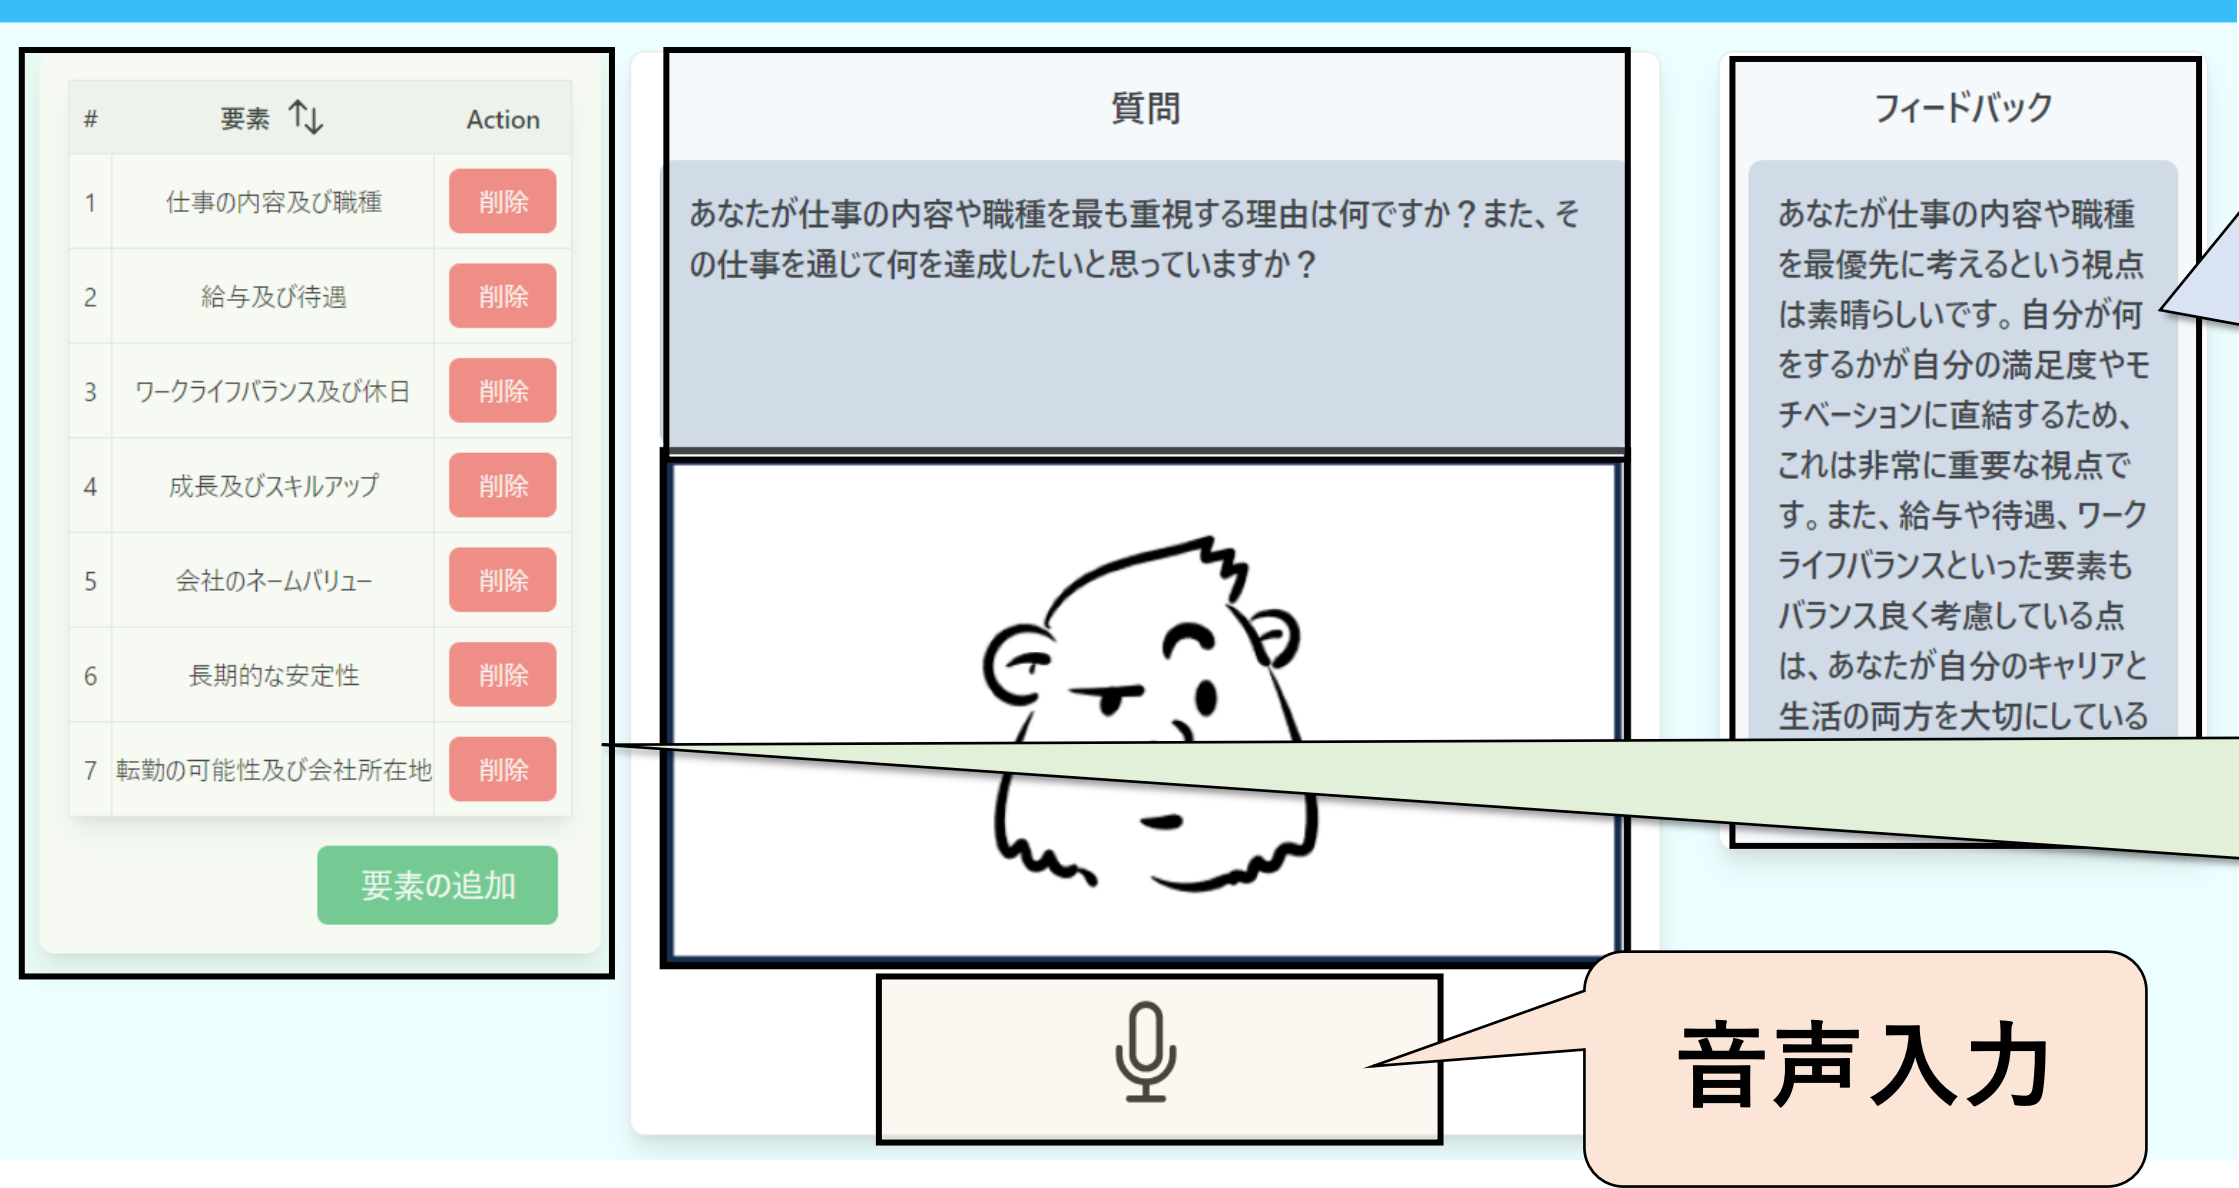 # 要素 Action
1 仕事の内容及び職種 削除
2 給与及び待遇 削除
3 ワークライフバランス及び休日 削除
4 成長及びスキルアップ 削除
5 会社のネームバリュー 削除
6 長期的な安定性 削除
7 転勤の可能性及び会社所在地 削除
要素の追加
質問
あなたが仕事の内容や職種を最も重視する理由は何ですか？また、そ
の仕事を通じて何を達成したいと思っていますか？
フィードバック
あなたが仕事の内容や職種
を最優先に考えるという視点
は素晴らしいです。自分が何
をするかが自分の満足度やモ
チベーションに直結するため、
これは非常に重要な視点で
す。また、給与や待遇、ワーク
ライフバランスといった要素も
バランス良く考慮している点
は、あなたが自分のキャリアと
生活の両方を大切にしている
音声入力